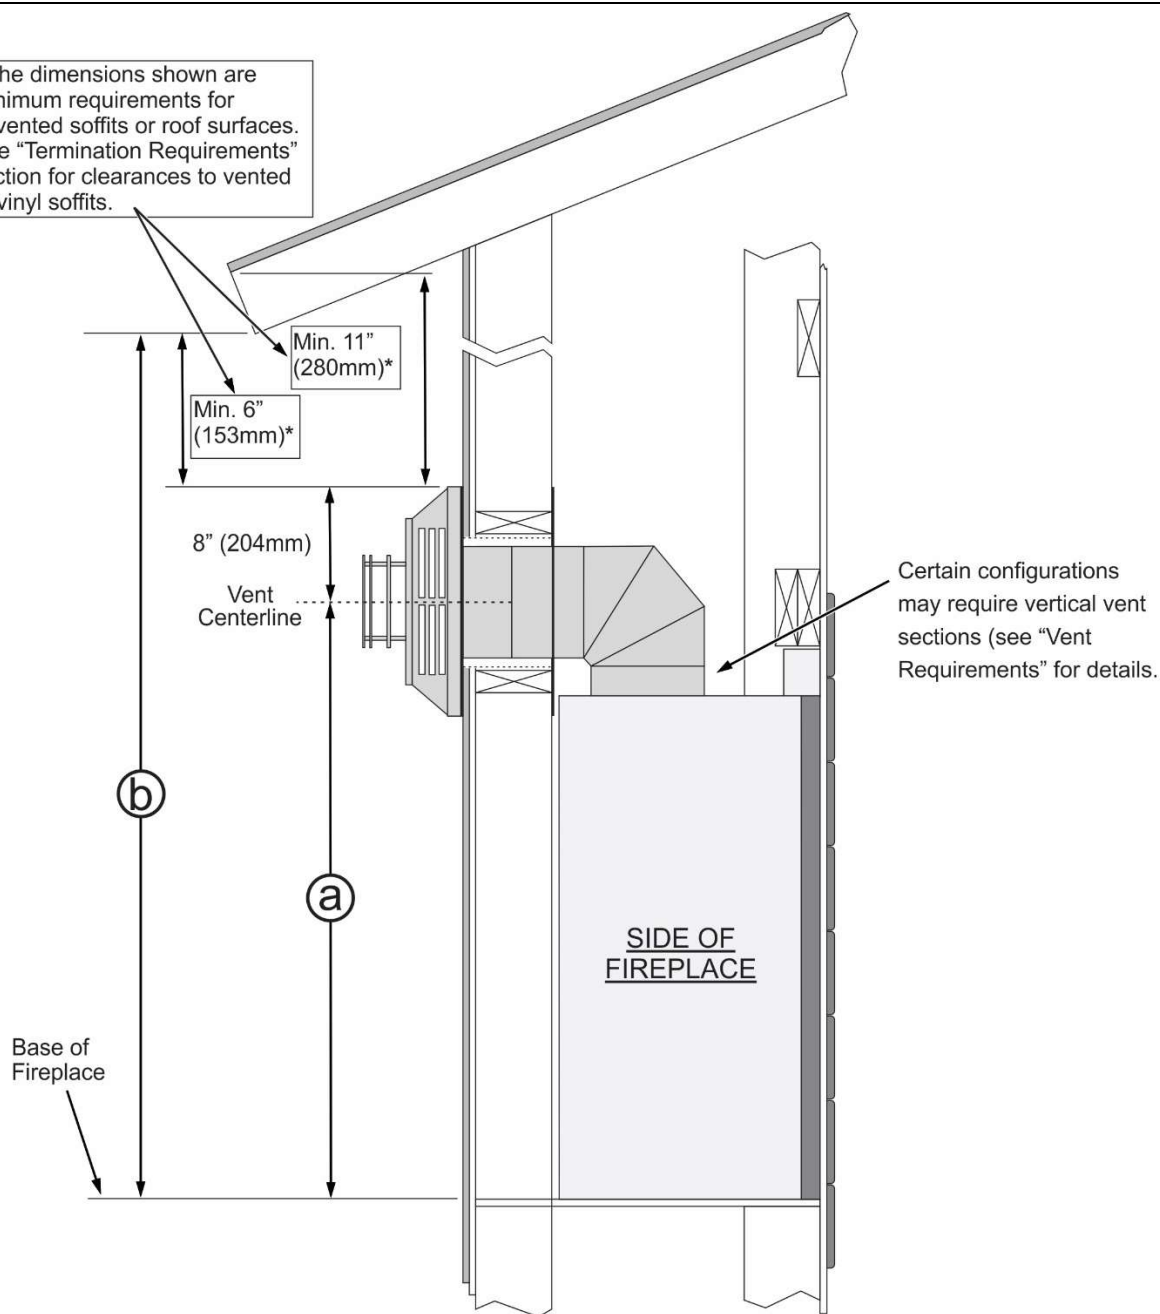 he dimensions shown are
nimum requirements for
vented soffits or roof surfaces.
e “Termination Requirements”
ction for clearances to vented
vinyl soffits.
Min. 11”
(280mm)*
Min. 6”
(153mm)*
8” (204mm)
Vent
Centerline
Certain configurations
may require vertical vent
sections (see “Vent
Requirements” for details.
b
a
SIDE OF
FIREPLACE
Base of
Fireplace